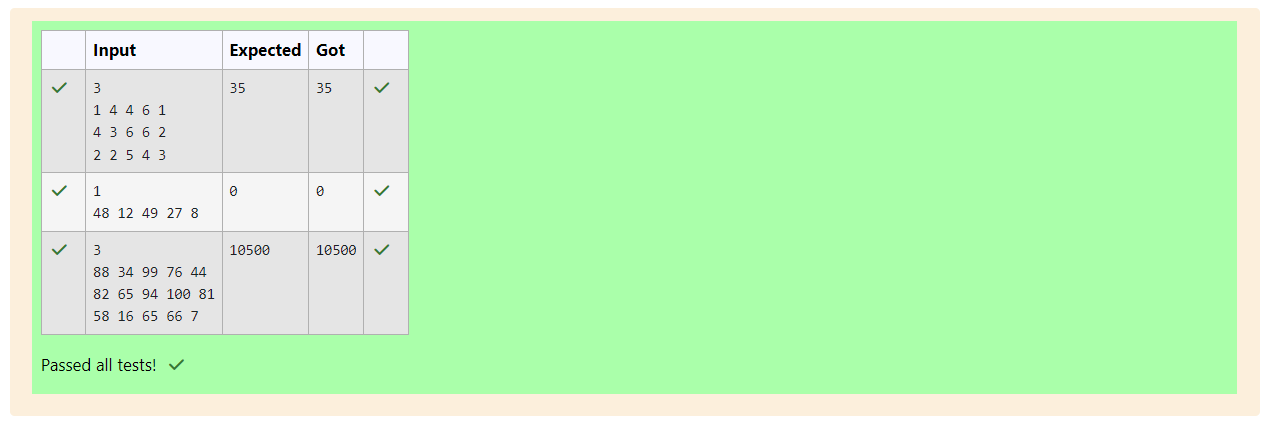 Input Expected Got
3 35 35
1 4 4 6 1
4 3 6 6 2
2 2 5 4 3
1 0 0
48 12 49 27 8
3 10500 10500
88 34 99 76 44
82 65 94 100 81
58 16 65 66 7
Passed all tests!